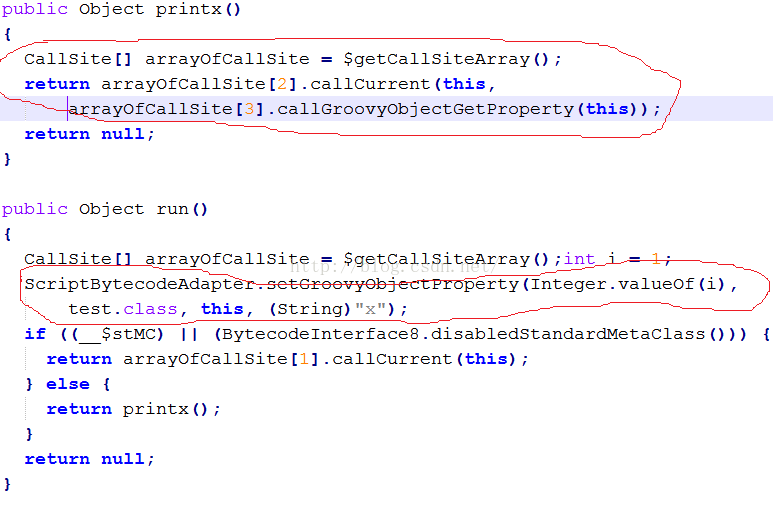 public Object printx()
{
CallSite[] arrayOfCallSite = $getCallSiteArray();
return arrayOfCallSite[2].callCurrent(this,
arrayOfCallSite[3].callGroovyObjectGetProperty(this));
return null;
}
public Object run()
{
CallSite[] arrayOfCallSite = $getCallSiteArray();int i = 1;
http://blog.csdn.net/
ScriptBytecodeAdapter.setGroovyObjectProperty(Integer.valueOf(i),
test.class, this, (String)"x");
if ((__$stMC) || (BytecodeInterface8.disabledStandardMetaClass())) {
return arrayOfCallSite[1].callCurrent(this);
} else {
return printx();
}
return null;
}